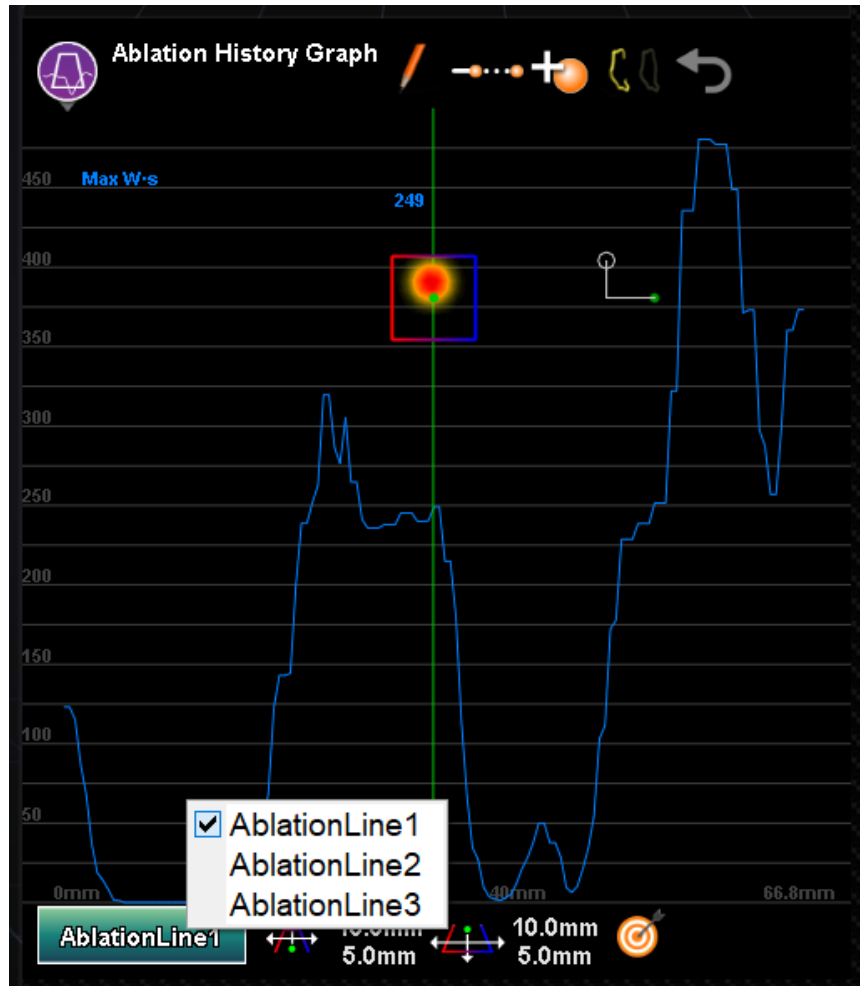 Ablation History Graph
450
Max W·s
249
400
350
300
250
200
150
100
50
AblationLine1
AblationLine2
AblationLine3
0mm
40mm
66.8mm
AblationLine1
5.0mm
10.0mm
5.0mm